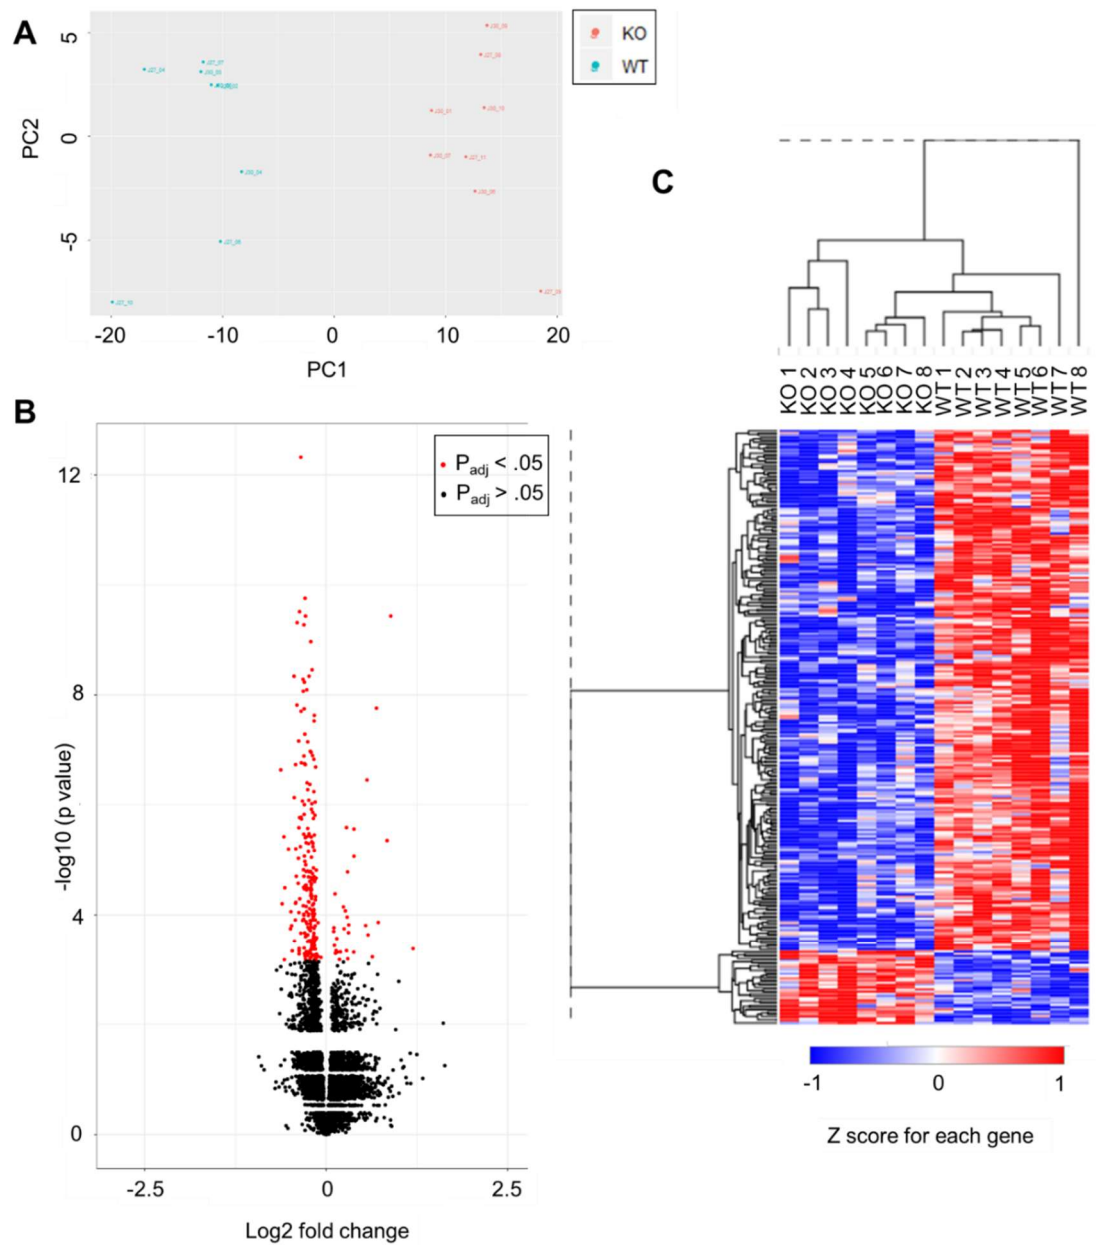 A
5
0
-5
PC2
-20
-10
0
10
20
PC1
KO
WT
B
12
8
4
0
-log10 (p value)
Padj < .05
Padj > .05
-2.5
0
2.5
Log2 fold change
C
KO 1
KO 2
KO 3
KO 4
KO 5
KO 6
KO 7
KO 8
WT 1
WT 2
WT 3
WT 4
WT 5
WT 6
WT 7
WT 8
-1
0
1
Z score for each gene